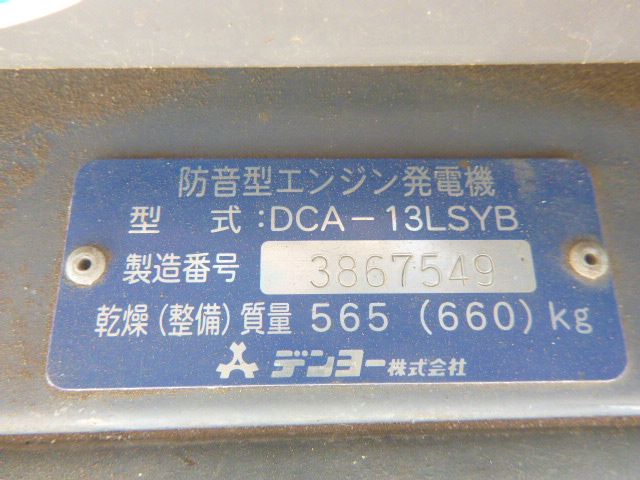 防音型エンジン発電機
型 式:DCA-13LSYB
製造番号 3867549
乾燥(整備)質量 565 (660)kg
デンヨー株式会社